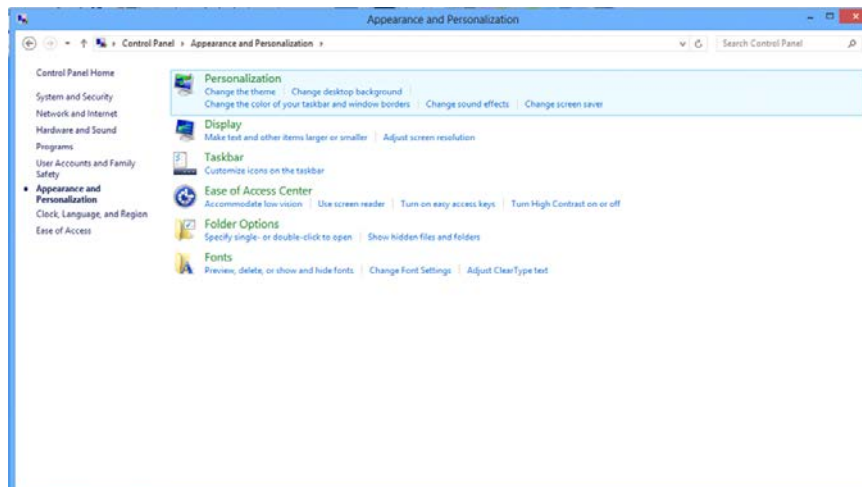 Appearance and Personalization
Control Panel › Appearance and Personalization ›
Search Control Panel
Control Panel Home
System and Security
Network and Internet
Hardware and Sound
Programs
User Accounts and Family
Safety
Appearance and
Personalization
Clock, Language, and Region
Ease of Access
Personalization
Change the theme | Change desktop background
Change the color of your taskbar and window borders | Change sound effects | Change screen saver
Display
Make text and other items larger or smaller | Adjust screen resolution
Taskbar
Customize icons on the taskbar
Ease of Access Center
Accommodate low vision | Use screen reader | Turn on easy access keys | Turn High Contrast on or off
Folder Options
Specify single- or double-click to open | Show hidden files and folders
Fonts
Preview, delete, or show and hide fonts | Change Font Settings | Adjust ClearType text